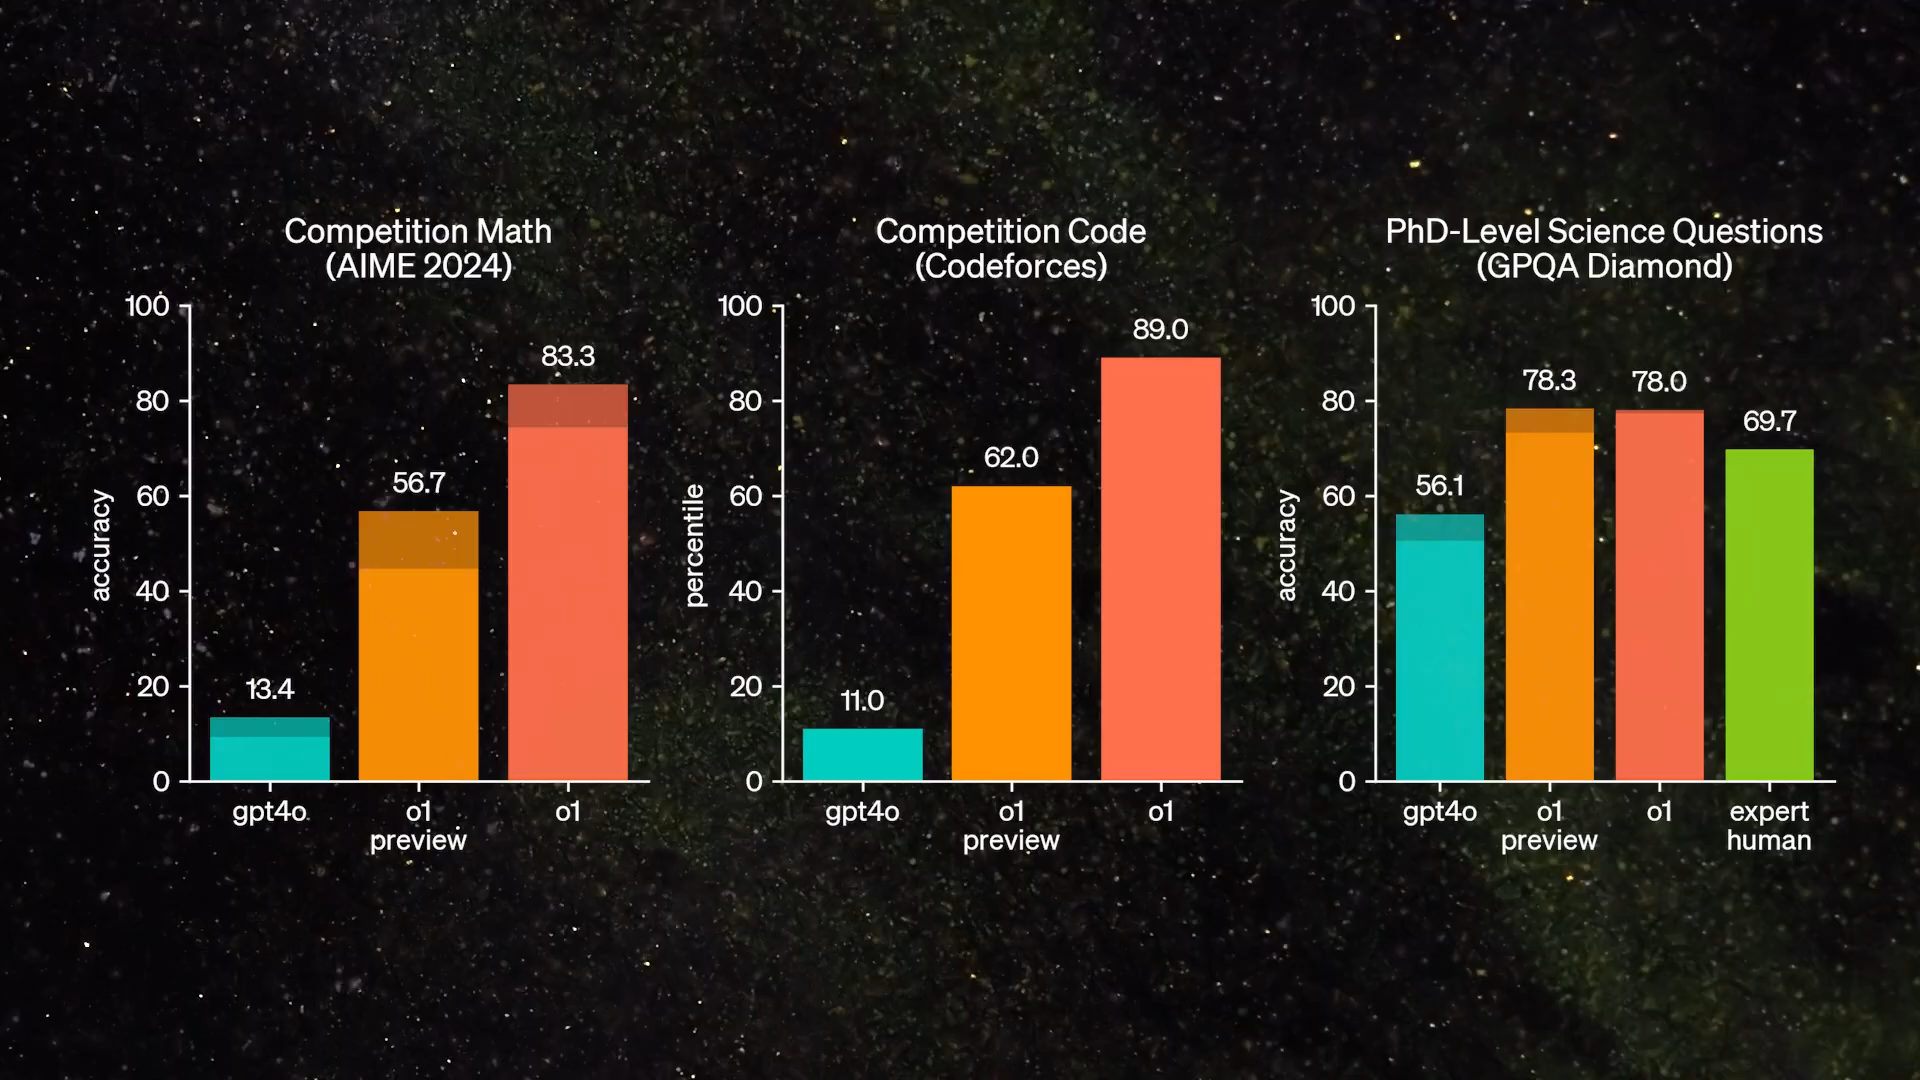 Competition Math
(AIME 2024)
accuracy
100
80
60
40
20
0
13.4
56.7
83.3
gpt4o
o1
preview
o1
Competition Code
(Codeforces)
percentile
100
80
60
40
20
0
11.0
62.0
89.0
gpt4o
o1
preview
o1
PhD-Level Science Questions
(GPQA Diamond)
accuracy
100
80
60
40
20
0
56.1
78.3
78.0
69.7
gpt4o
o1
preview
o1
expert
human